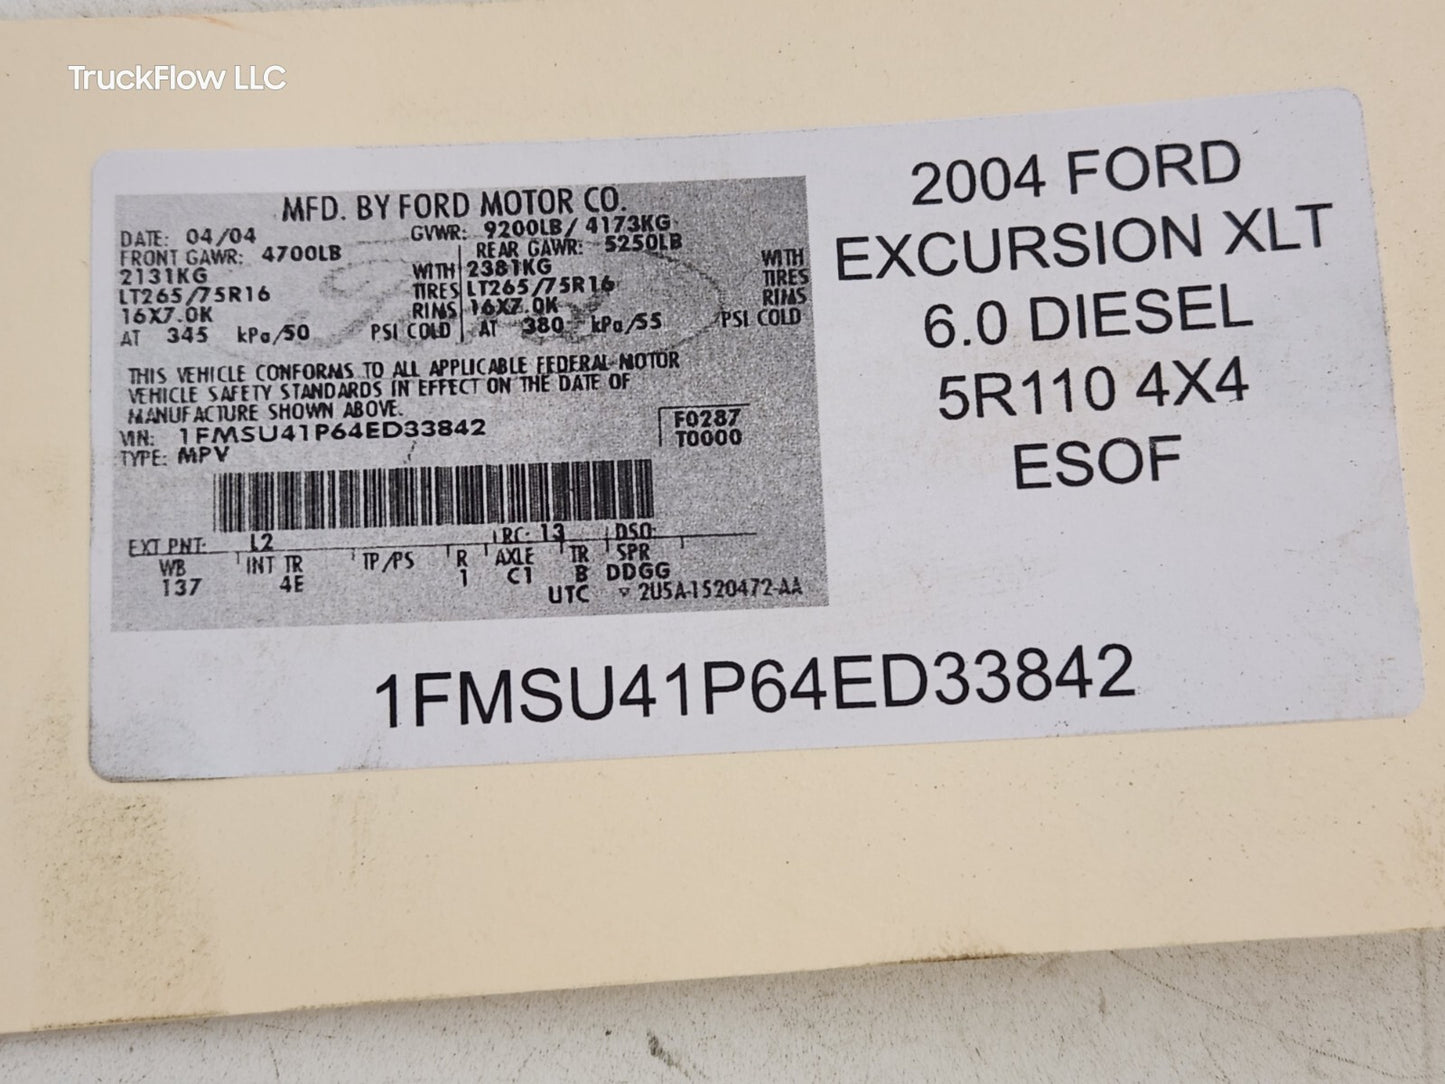 TruckFlow LLC
MFD. BY FORD MOTOR CO.
DATE: 04/04
GVWR: 9200LB/ 4173KG
FRONT GAWR: 4700LB
REAR GAWR: 5250LB
2131KG WITH
2381KG WITH
LT265/75R16 TIRES
LT265/75R16 TIRES
16X7.0K RIMS
16X7.0K RIMS
AT 345 kPa/50 PSI COLD
AT 380 kPa/55 PSI COLD
THIS VEHICLE CONFORMS TO ALL APPLICABLE FEDERAL MOTOR
VEHICLE SAFETY STANDARDS IN EFFECT ON THE DATE OF
MANUFACTURE SHOWN ABOVE.
VIN: 1FMSU41P64ED33842
F0287
T0000
TYPE: MPV
EXT PNT: L2 RC: 13 DSO:
WB INT TR TP/PS R AXLE TR SPR
137 4E 1 C1 B DDGG
UTC ▽ 2U5A-1520472-AA
2004 FORD
EXCURSION XLT
6.0 DIESEL
5R110 4X4
ESOF
1FMSU41P64ED33842